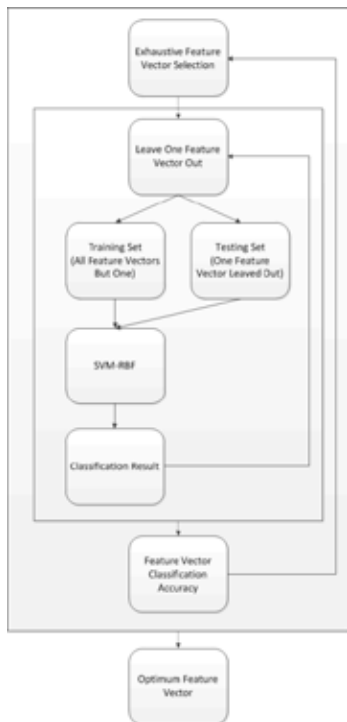 Exhaustive Feature
Vector Selection
Leave One Feature
Vector Out
Training Set
(All Feature Vectors
But One)
Testing Set
(One Feature
Vector Leaved Out)
SVM-RBF
Classification Result
Feature Vector
Classification
Accuracy
Optimum Feature
Vector